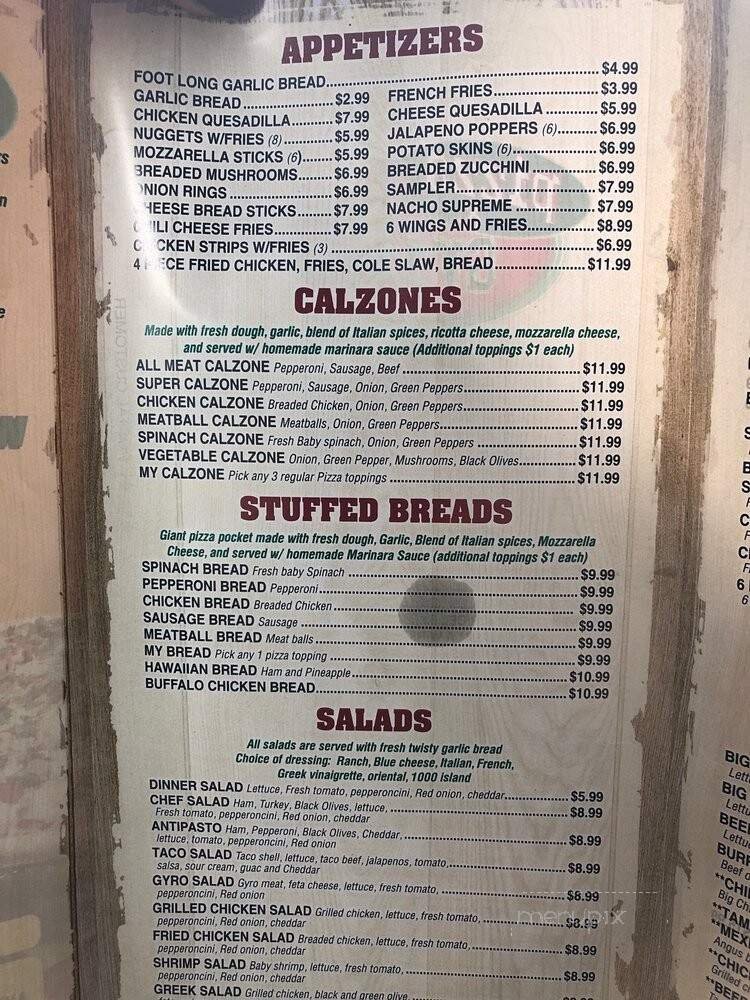 APPETIZERS
FOOT LONG GARLIC BREAD........ $4.99
GARLIC BREAD........ $2.99
FRENCH FRIES........ $3.99
CHICKEN QUESADILLA........ $7.99
CHEESE QUESADILLA ........ $5.99
NUGGETS W/FRIES (8)........ $5.99
JALAPENO POPPERS (6)........ $6.99
MOZZARELLA STICKS (6)........ $5.99
POTATO SKINS (6)........ $6.99
BREADED MUSHROOMS........ $6.99
BREADED ZUCCHINI ........ $6.99
ONION RINGS ........ $6.99
SAMPLER........ $7.99
CHEESE BREAD STICKS........ $7.99
NACHO SUPREME ........ $7.99
CHILI CHEESE FRIES........ $7.99
6 WINGS AND FRIES........ $8.99
CHICKEN STRIPS W/FRIES (3) ........ $6.99
4 PIECE FRIED CHICKEN, FRIES, COLE SLAW, BREAD........ $11.99
CALZONES
Made with fresh dough, garlic, blend of Italian spices, ricotta cheese, mozzarella cheese,
and served w/ homemade marinara sauce (Additional toppings $1 each)
ALL MEAT CALZONE Pepperoni, Sausage, Beef ........ $11.99
SUPER CALZONE Pepperoni, Sausage, Onion, Green Peppers........ $11.99
CHICKEN CALZONE Breaded Chicken, Onion, Green Peppers........ $11.99
MEATBALL CALZONE Meatballs, Onion, Green Peppers........ $11.99
SPINACH CALZONE Fresh Baby spinach, Onion, Green Peppers ........ $11.99
VEGETABLE CALZONE Onion, Green Pepper, Mushrooms, Black Olives........ $11.99
MY CALZONE Pick any 3 regular Pizza toppings ........ $11.99
STUFFED BREADS
Giant pizza pocket made with fresh dough, Garlic, Blend of Italian spices, Mozzarella
Cheese, and served w/ homemade Marinara Sauce (additional toppings $1 each)
SPINACH BREAD Fresh baby Spinach ........ $9.99
PEPPERONI BREAD Pepperoni........ $9.99
CHICKEN BREAD Breaded Chicken ........ $9.99
SAUSAGE BREAD Sausage ........ $9.99
MEATBALL BREAD Meat balls ........ $9.99
MY BREAD Pick any 1 pizza topping ........ $9.99
HAWAIIAN BREAD Ham and Pineapple........ $10.99
BUFFALO CHICKEN BREAD........ $10.99
SALADS
All salads are served with fresh twisty garlic bread
Choice of dressing: Ranch, Blue cheese, Italian, French,
Greek vinaigrette, oriental, 1000 island
DINNER SALAD Lettuce, Fresh tomato, pepperoncini, Red onion, cheddar........ $5.99
CHEF SALAD Ham, Turkey, Black Olives, lettuce, ........ $8.99
Fresh tomato, pepperoncini, Red onion, cheddar
ANTIPASTO Ham, Pepperoni, Black Olives, Cheddar, ........ $8.99
lettuce, tomato, pepperoncini, Red onion
TACO SALAD Taco shell, lettuce, taco beef, jalapenos, tomato, ........ $8.99
salsa, sour cream, guac and Cheddar
GYRO SALAD Gyro meat, feta cheese, lettuce, fresh tomato, ........ $8.99
pepperoncini, Red onion
GRILLED CHICKEN SALAD Grilled chicken, lettuce, fresh tomato, ........ $8.99
pepperoncini, Red onion, cheddar
FRIED CHICKEN SALAD Breaded chicken, lettuce, fresh tomato, ........ $8.99
pepperoncini, Red onion, cheddar
SHRIMP SALAD Baby shrimp, lettuce, fresh tomato, ........ $8.99
pepperoncini, Red onion, cheddar
GREEK SALAD Grilled chicken, black and green olive,
menupix
BIG
BIG